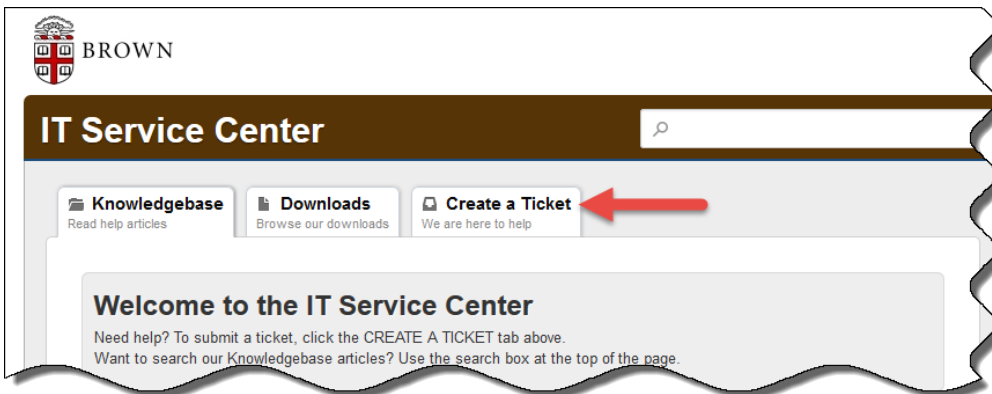 BROWN
IT Service Center
Knowledgebase
Read help articles
Downloads
Browse our downloads
Create a Ticket
We are here to help
Welcome to the IT Service Center
Need help? To submit a ticket, click the CREATE A TICKET tab above.
Want to search our Knowledgebase articles? Use the search box at the top of the page.